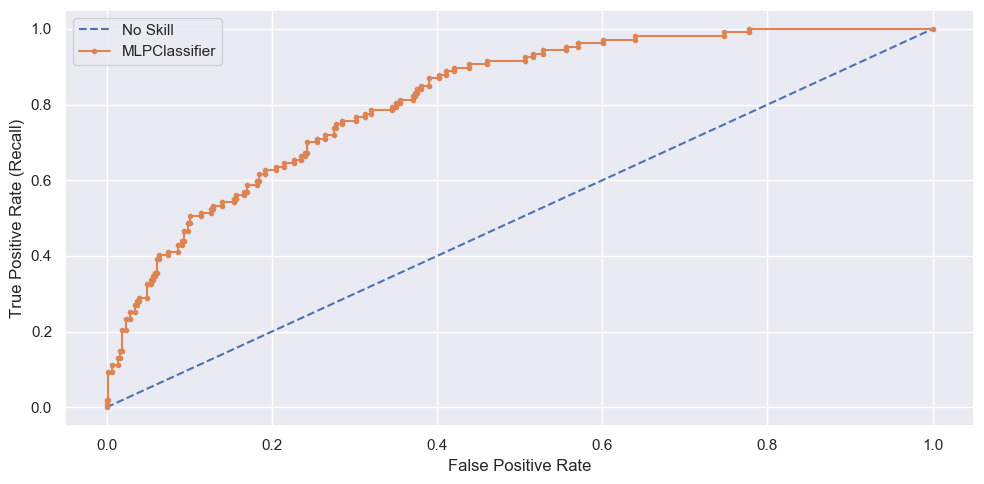 No Skill
MLPClassifier
True Positive Rate (Recall)
1.0
0.8
0.6
0.4
0.2
0.0
0.0 0.2 0.4 0.6 0.8 1.0
False Positive Rate